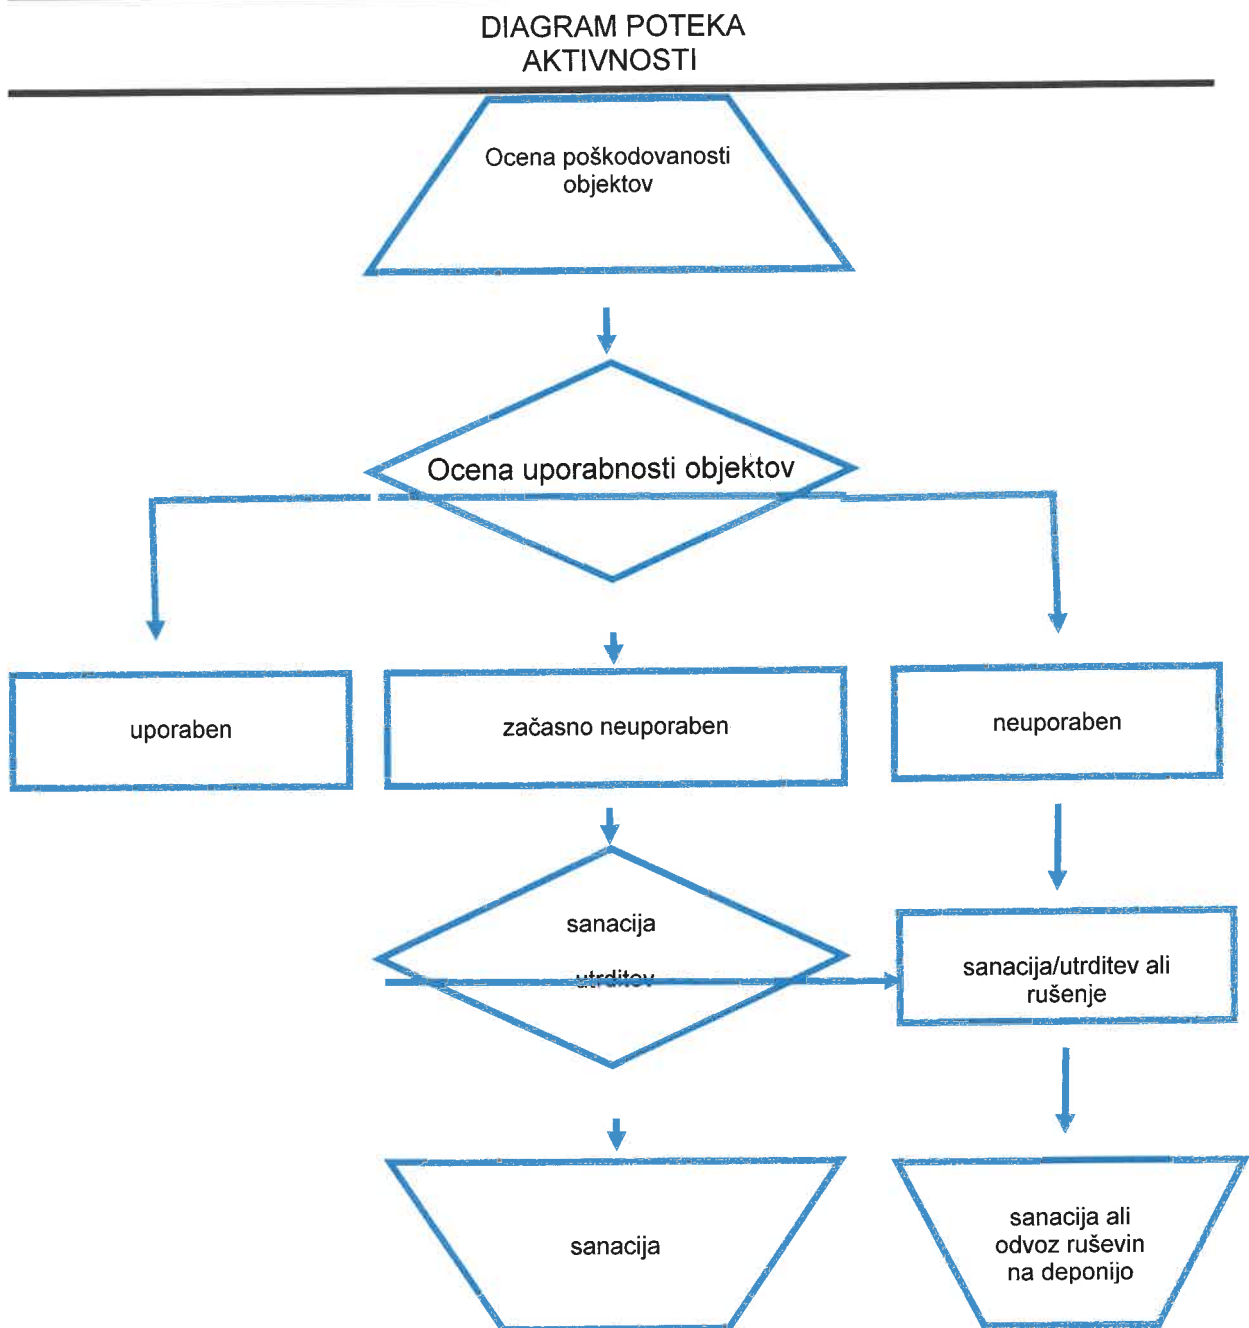 DIAGRAM POTEKA
AKTIVNOSTI
Ocena poškodovanosti
objektov
Ocena uporabnosti objektov
uporaben
začasno neuporaben
neuporaben
sanacija
utrditev
sanacija/utrditev ali
rušenje
sanacija
sanacija ali
odvoz ruševin
na deponijo